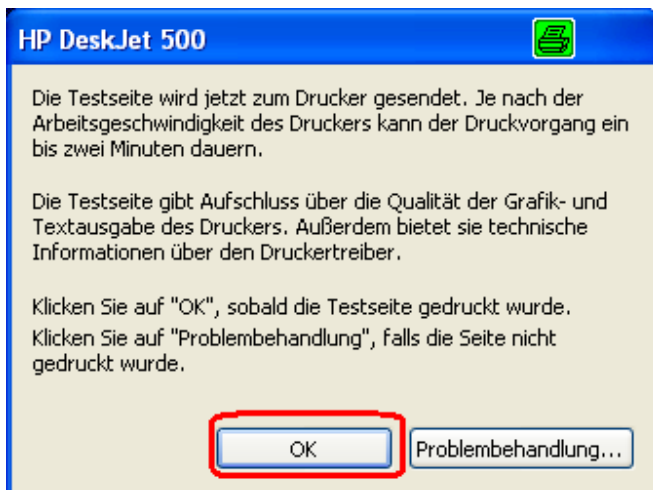 HP DeskJet 500
Die Testseite wird jetzt zum Drucker gesendet. Je nach der
Arbeitsgeschwindigkeit des Druckers kann der Druckvorgang ein
bis zwei Minuten dauern.
Die Testseite gibt Aufschluss über die Qualität der Grafik- und
Textausgabe des Druckers. Außerdem bietet sie technische
Informationen über den Druckertreiber.
Klicken Sie auf "OK", sobald die Testseite gedruckt wurde.
Klicken Sie auf "Problembehandlung", falls die Seite nicht
gedruckt wurde.
OK
Problembehandlung...